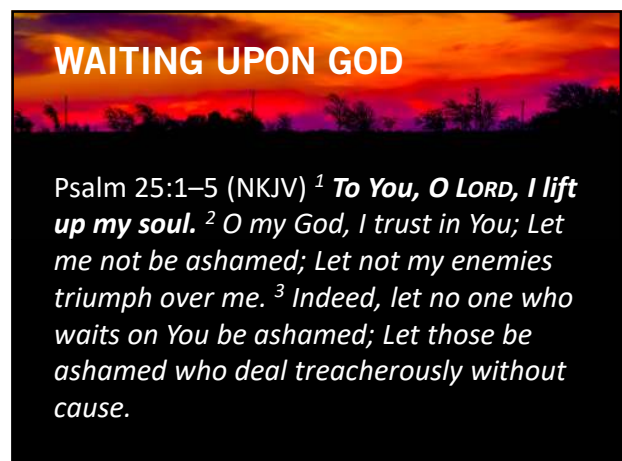 WAITING UPON GOD
Psalm 25:1–5 (NKJV) 1 To You, O LORD, I lift
up my soul. 2 O my God, I trust in You; Let
me not be ashamed; Let not my enemies
triumph over me. 3 Indeed, let no one who
waits on You be ashamed; Let those be
ashamed who deal treacherously without
cause.